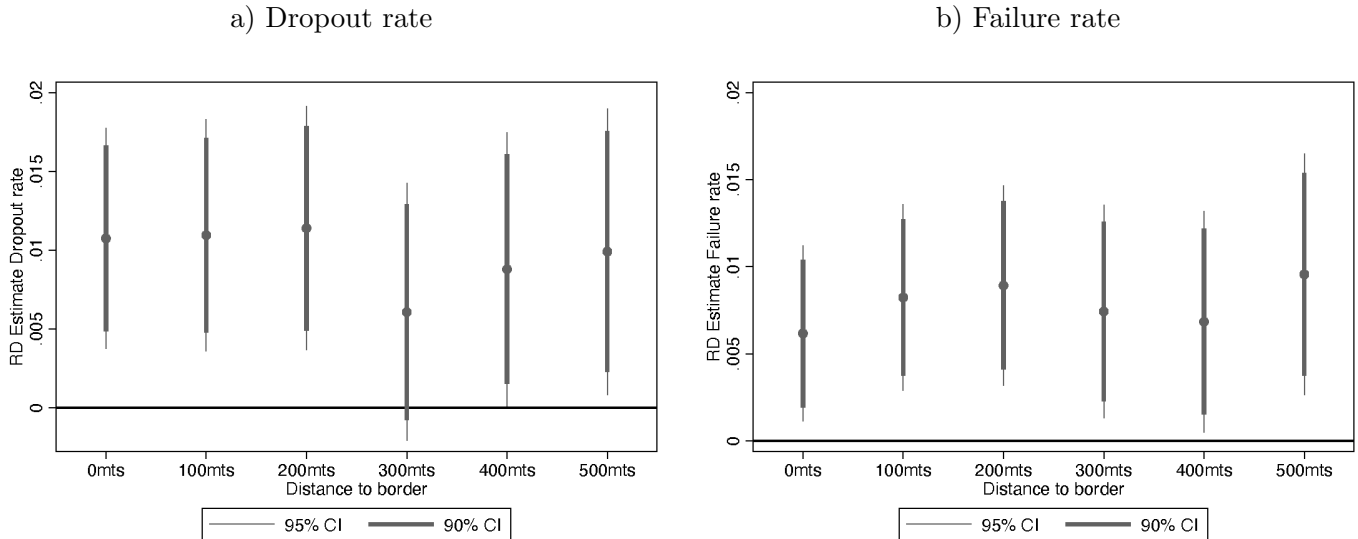 a) Dropout rate
RD Estimate Dropout rate
.02
.015
.01
.005
0
0mts 100mts 200mts 300mts 400mts 500mts
Distance to border
95% CI 90% CI
b) Failure rate
RD Estimate Failure rate
.02
.015
.01
.005
0
0mts 100mts 200mts 300mts 400mts 500mts
Distance to border
95% CI 90% CI